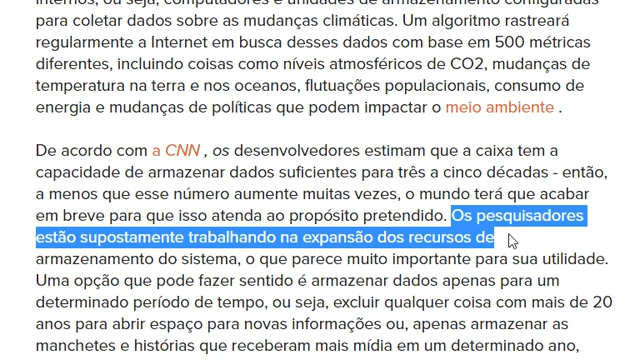 internos, ou seja, computadores e unidades de armazenamento configuradas
para coletar dados sobre as mudanças climáticas. Um algoritmo rastreará
regularmente a Internet em busca desses dados com base em 500 métricas
diferentes, incluindo coisas como níveis atmosféricos de CO2, mudanças de
temperatura na terra e nos oceanos, flutuações populacionais, consumo de
energia e mudanças de políticas que podem impactar o meio ambiente .
De acordo com a CNN , os desenvolvedores estimam que a caixa tem a
capacidade de armazenar dados suficientes para três a cinco décadas - então,
a menos que esse número aumente muitas vezes, o mundo terá que acabar
em breve para que isso atenda ao propósito pretendido. Os pesquisadores
estão supostamente trabalhando na expansão dos recursos de
armazenamento do sistema, o que parece muito importante para sua utilidade.
Uma opção que pode fazer sentido é armazenar dados apenas para um
determinado período de tempo, ou seja, excluir qualquer coisa com mais de 20
anos para abrir espaço para novas informações ou, apenas armazenar as
manchetes e histórias que receberam mais mídia em um determinado ano,